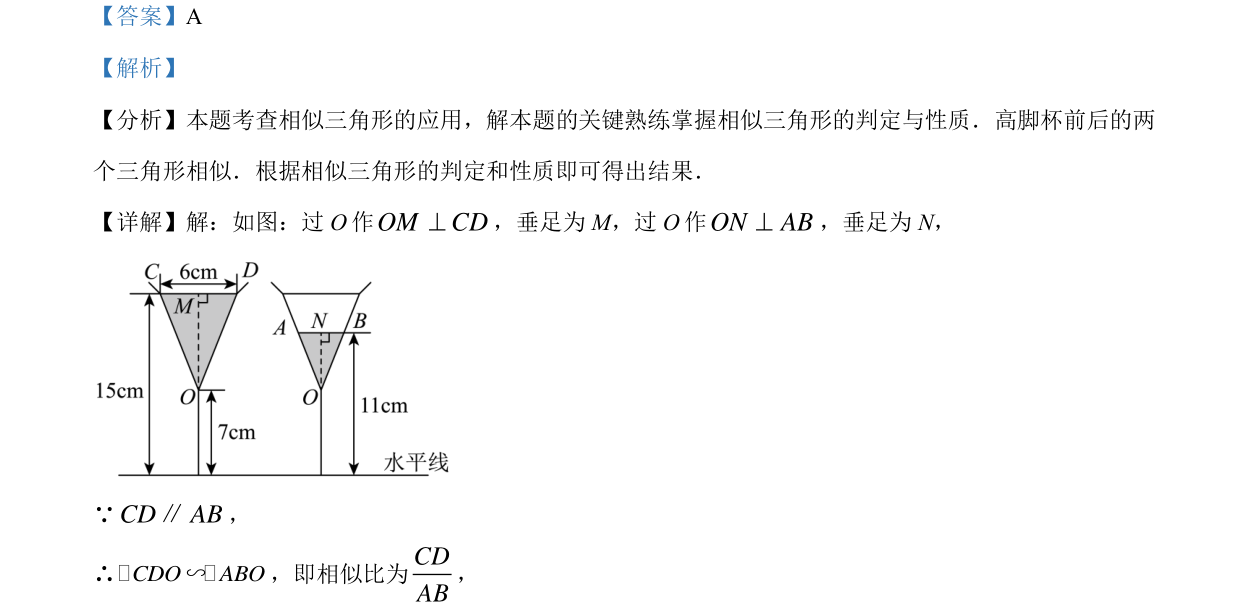 【答案】A
【解析】
【分析】本题考查相似三角形的应用，解本题的关键熟练掌握相似三角形的判定与性质．高脚杯前后的两
个三角形相似．根据相似三角形的判定和性质即可得出结果．
【详解】解：如图：过 O 作 OM ⊥ CD，垂足为 M，过 O 作 ON ⊥ AB，垂足为 N，
C 6cm D
M
A N B
15cm O O 11cm
7cm
水平线
∵ CD // AB，
∴ □CDO∽□ABO，即相似比为 CD/AB，